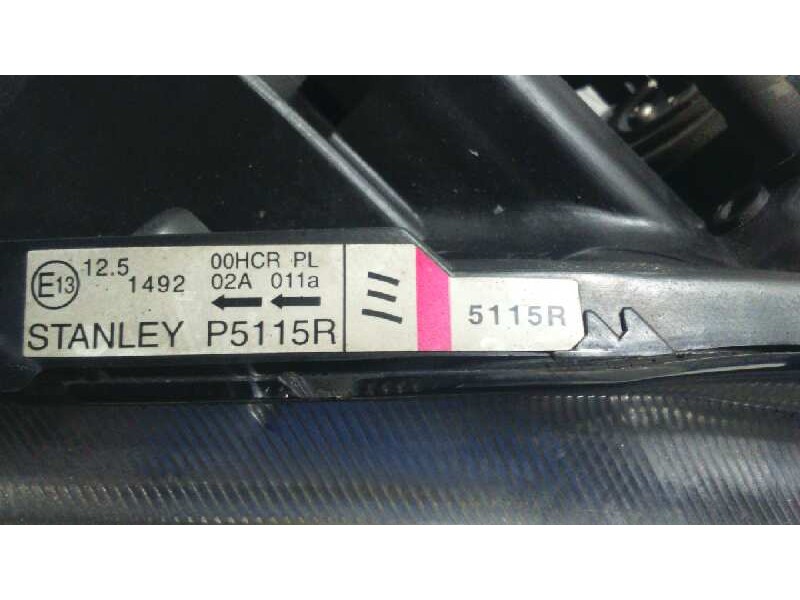 E13 12.5 1492 00HCR PL
02A 011a
STANLEY P5115R
5115R